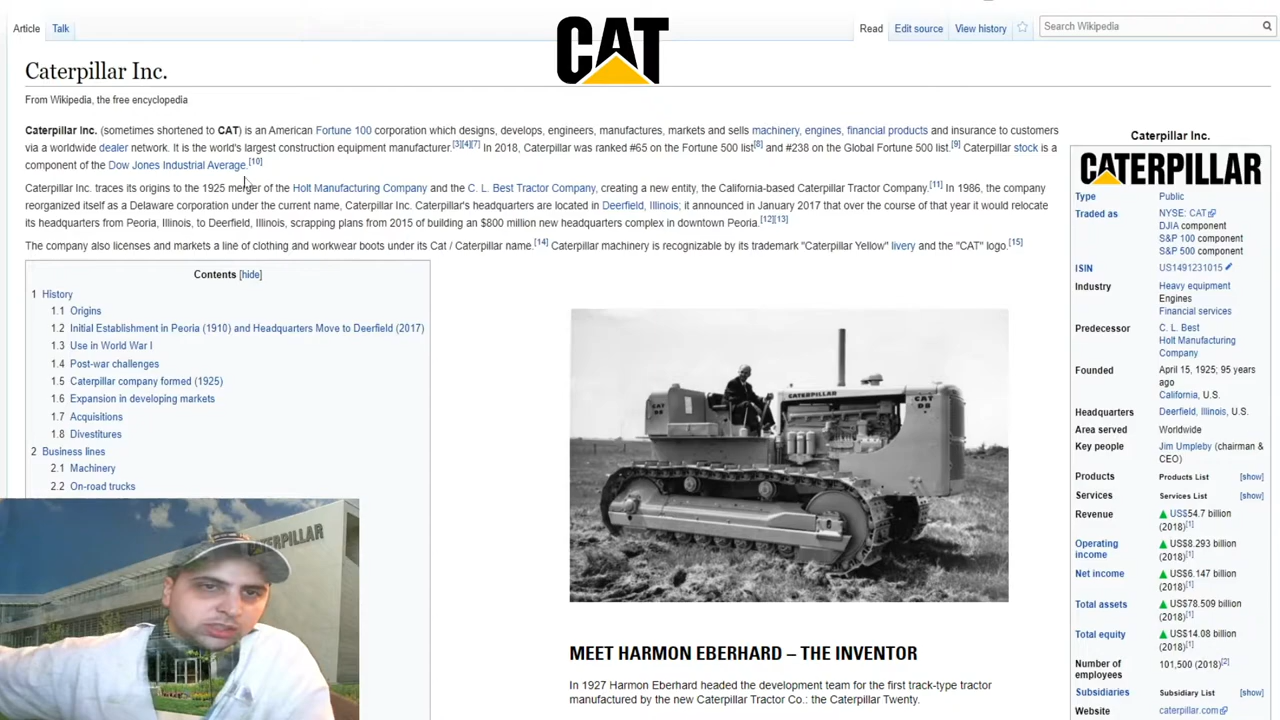 Article Talk
CAT
Read Edit source View history Search Wikipedia
Caterpillar Inc.
From Wikipedia, the free encyclopedia
Caterpillar Inc. (sometimes shortened to CAT) is an American Fortune 100 corporation which designs, develops, engineers, manufactures, markets and sells machinery, engines, financial products and insurance to customers
via a worldwide dealer network. It is the world's largest construction equipment manufacturer.[3][4][7] In 2018, Caterpillar was ranked #65 on the Fortune 500 list[8] and #238 on the Global Fortune 500 list.[9] Caterpillar stock is a
component of the Dow Jones Industrial Average.[10]
Caterpillar Inc. traces its origins to the 1925 merger of the Holt Manufacturing Company and the C. L. Best Tractor Company, creating a new entity, the California-based Caterpillar Tractor Company.[11] In 1986, the company
reorganized itself as a Delaware corporation under the current name, Caterpillar Inc. Caterpillar's headquarters are located in Deerfield, Illinois; it announced in January 2017 that over the course of that year it would relocate
its headquarters from Peoria, Illinois, to Deerfield, Illinois, scrapping plans from 2015 of building an $800 million new headquarters complex in downtown Peoria.[12][13]
The company also licenses and markets a line of clothing and workwear boots under its Cat / Caterpillar name.[14] Caterpillar machinery is recognizable by its trademark "Caterpillar Yellow" livery and the "CAT" logo.[15]
Contents [hide]
1 History
1.1 Origins
1.2 Initial Establishment in Peoria (1910) and Headquarters Move to Deerfield (2017)
1.3 Use in World War I
1.4 Post-war challenges
1.5 Caterpillar company formed (1925)
1.6 Expansion in developing markets
1.7 Acquisitions
1.8 Divestitures
2 Business lines
2.1 Machinery
2.2 On-road trucks
CATERPILLAR
CAT
D8
CATERPILLAR
CAT
D8
MEET HARMON EBERHARD – THE INVENTOR
In 1927 Harmon Eberhard headed the development team for the first track-type tractor
manufactured by the new Caterpillar Tractor Co.: the Caterpillar Twenty.
Caterpillar Inc.
CATERPILLAR
Type Public
Traded as NYSE: CAT
DJIA component
S&P 100 component
S&P 500 component
ISIN US1491231015
Industry Heavy equipment
Engines
Financial services
Predecessor C. L. Best
Holt Manufacturing
Company
Founded April 15, 1925; 95 years
ago
California, U.S.
Headquarters Deerfield, Illinois, U.S.
Area served Worldwide
Key people Jim Umpleby (chairman &
CEO)
Products Products List [show]
Services Services List [show]
Revenue ▲ US$54.7 billion
(2018)[1]
Operating income ▲ US$8.293 billion
(2018)[1]
Net income ▲ US$6.147 billion
(2018)[1]
Total assets ▲ US$78.509 billion
(2018)[1]
Total equity ▲ US$14.08 billion
(2018)[1]
Number of employees 101,500 (2018)[2]
Subsidiaries Subsidiary List [show]
Website caterpillar.com